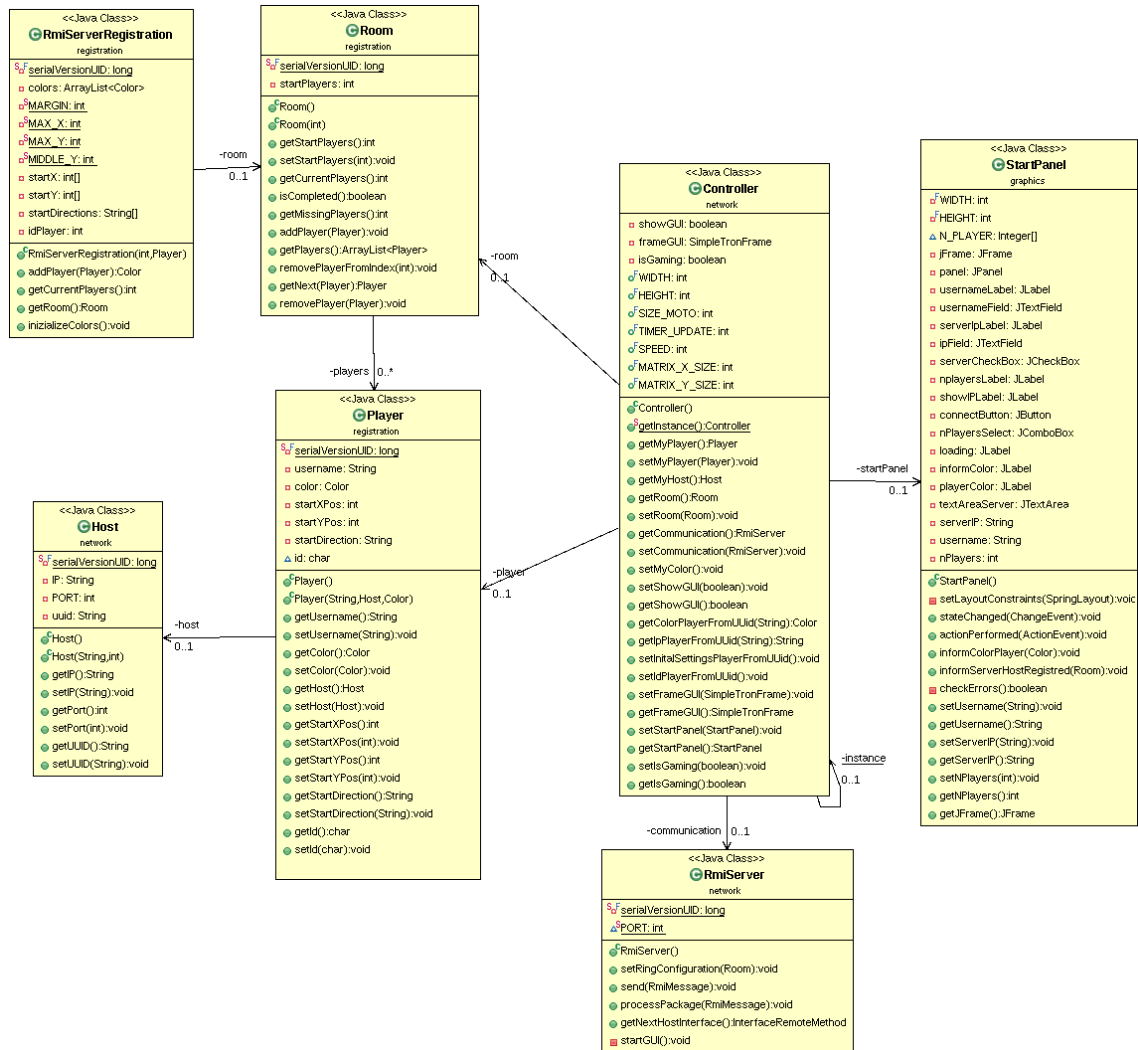 <<Java Class>>
RmiServerRegistration
registration
serialVersionUID: long
colors: ArrayList<Color>
MARGIN: int
MAX_X: int
MAX_Y: int
MIDDLE_Y: int
startX: int[]
startY: int[]
startDirections: String[]
idPlayer: int
RmiServerRegistration(int,Player)
addPlayer(Player):Color
getCurrentPlayers():int
getRoom():Room
inizializeColors():void
-room
0..1
<<Java Class>>
Room
registration
serialVersionUID: long
startPlayers: int
Room()
Room(int)
getStartPlayers():int
setStartPlayers(int):void
getCurrentPlayers():int
isCompleted():boolean
getMissingPlayers():int
addPlayer(Player):void
getPlayers():ArrayList<Player>
removePlayerFromIndex(int):void
getNext(Player):Player
removePlayer(Player):void
-players
0..*
<<Java Class>>
Player
registration
serialVersionUID: long
username: String
color: Color
startXPos: int
startYPos: int
startDirection: String
id: char
Player()
Player(String,Host,Color)
getUsername():String
setUsername(String):void
getColor():Color
setColor(Color):void
getHost():Host
setHost(Host):void
getStartXPos():int
setStartXPos(int):void
getStartYPos():int
setStartYPos(int):void
getStartDirection():String
setStartDirection(String):void
getId():char
setId(char):void
-host
0..1
<<Java Class>>
Host
network
serialVersionUID: long
IP: String
PORT: int
uuid: String
Host()
Host(String,int)
getIP():String
setIP(String):void
getPort():int
setPort(int):void
getUUID():String
setUUID(String):void
-room
0..1
-player
0..1
<<Java Class>>
Controller
network
showGUI: boolean
frameGUI: SimpleTronFrame
isGaming: boolean
WIDTH: int
HEIGHT: int
SIZE_MOTO: int
TIMER_UPDATE: int
SPEED: int
MATRIX_X_SIZE: int
MATRIX_Y_SIZE: int
Controller()
getInstance():Controller
getMyPlayer():Player
setMyPlayer(Player):void
getMyHost():Host
getRoom():Room
setRoom(Room):void
getCommunication():RmiServer
setCommunication(RmiServer):void
setMyColor():void
setShowGUI(boolean):void
getShowGUI():boolean
getColorPlayerFromUUid(String):Color
getIpPlayerFromUUid(String):String
setInitalSettingsPlayerFromUUid():void
setIdPlayerFromUUid():void
setFrameGUI(SimpleTronFrame):void
getFrameGUI():SimpleTronFrame
setStartPanel(StartPanel):void
getStartPanel():StartPanel
setIsGaming(boolean):void
getIsGaming():boolean
-instance
0..1
-startPanel
0..1
-communication
0..1
<<Java Class>>
StartPanel
graphics
WIDTH: int
HEIGHT: int
N_PLAYER: Integer[]
jFrame: JFrame
panel: JPanel
usernameLabel: JLabel
usernameField: JTextField
serverIpLabel: JLabel
ipField: JTextField
serverCheckBox: JCheckBox
nplayersLabel: JLabel
showIPLabel: JLabel
connectButton: JButton
nPlayersSelect: JComboBox
loading: JLabel
informColor: JLabel
playerColor: JLabel
textAreaServer: JTextArea
serverIP: String
username: String
nPlayers: int
StartPanel()
setLayoutConstraints(SpringLayout):void
stateChanged(ChangeEvent):void
actionPerformed(ActionEvent):void
informColorPlayer(Color):void
informServerHostRegistred(Room):void
checkErrors():boolean
setUsername(String):void
getUsername():String
setServerIP(String):void
getServerIP():String
setNPlayers(int):void
getNPlayers():int
getJFrame():JFrame
<<Java Class>>
RmiServer
network
serialVersionUID: long
PORT: int
RmiServer()
setRingConfiguration(Room):void
send(RmiMessage):void
processPackage(RmiMessage):void
getNextHostInterface():InterfaceRemoteMethod
startGUI():void